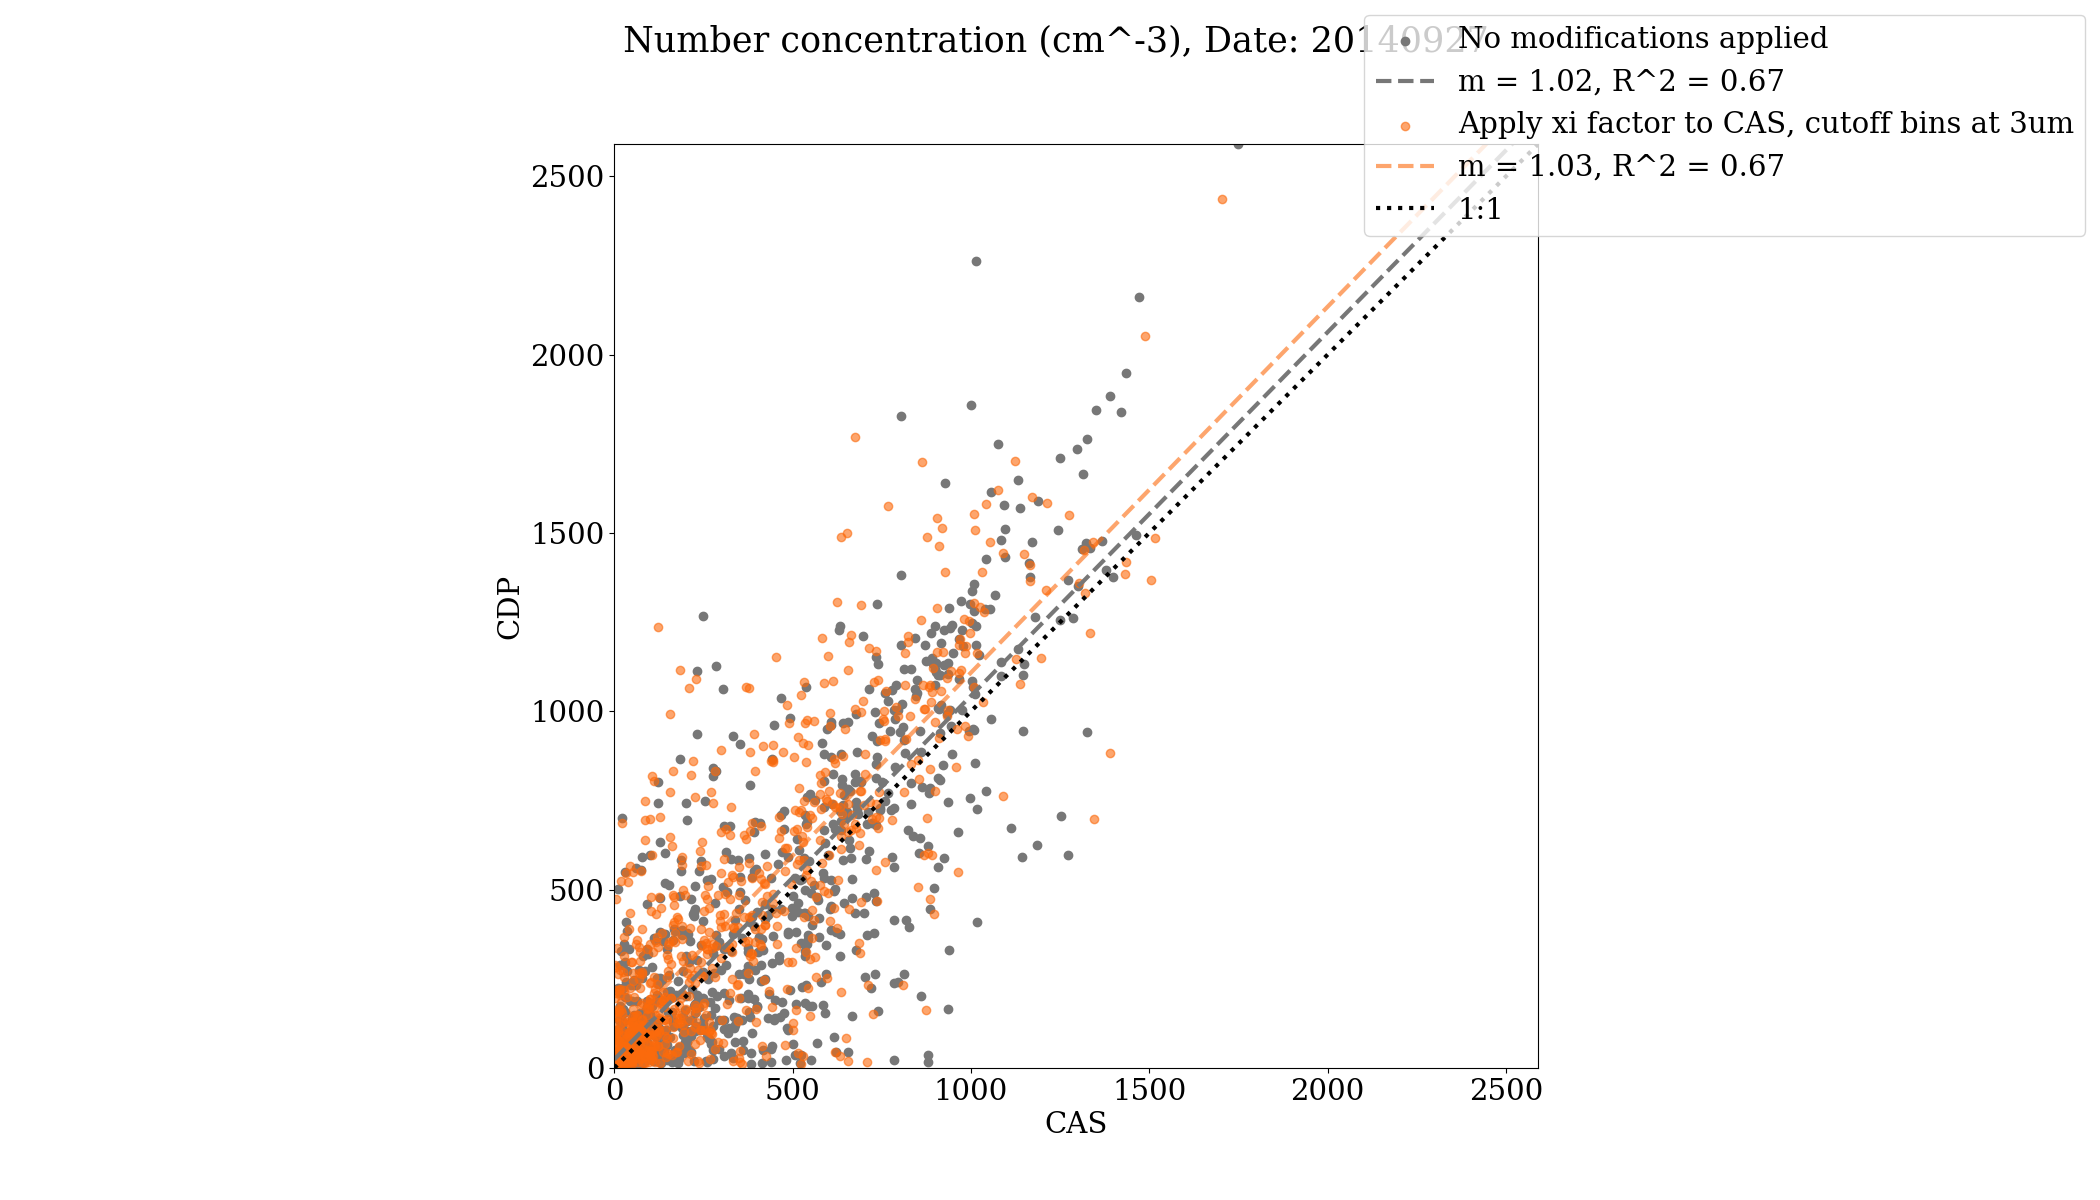 Number concentration (cm^-3), Date: 20140927
No modifications applied
m = 1.02, R^2 = 0.67
Apply xi factor to CAS, cutoff bins at 3um
m = 1.03, R^2 = 0.67
1:1
2500
2000
1500
1000
500
0
CDP
0 500 1000 1500 2000 2500
CAS